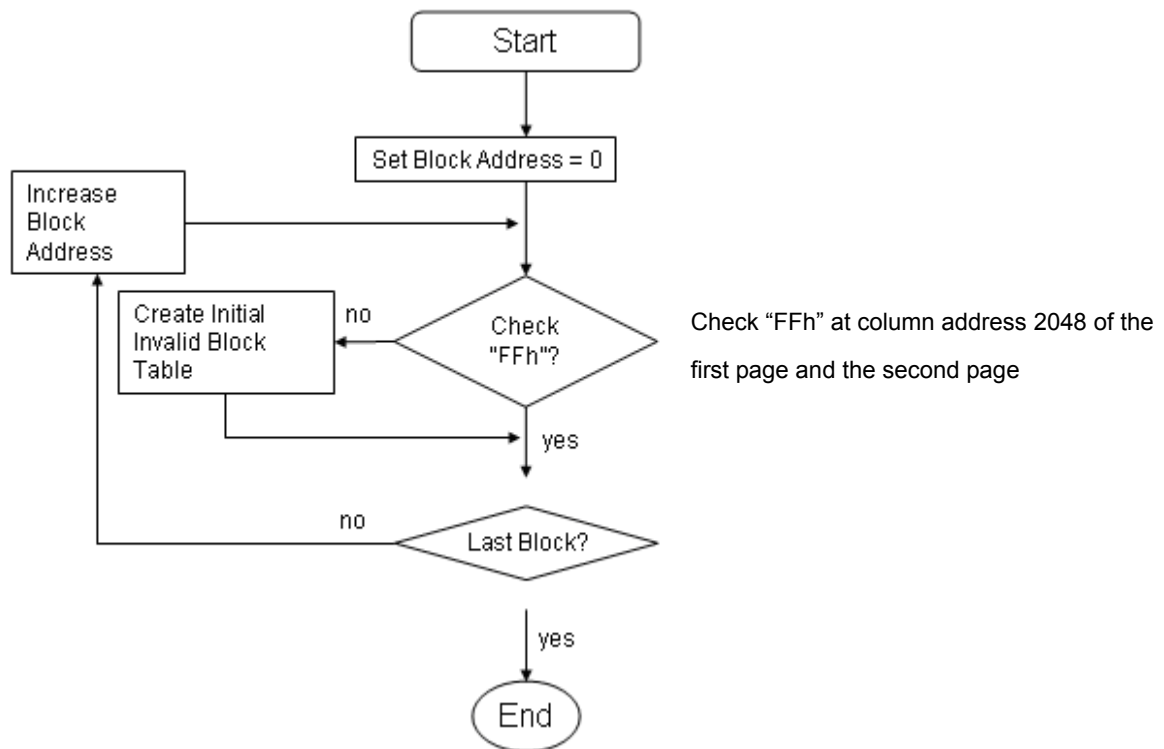 Start
Set Block Address = 0
Increase
Block
Address
Create Initial
Invalid Block
Table
no
Check
"FFh"?
Check “FFh” at column address 2048 of the
first page and the second page
yes
no
Last Block?
yes
End